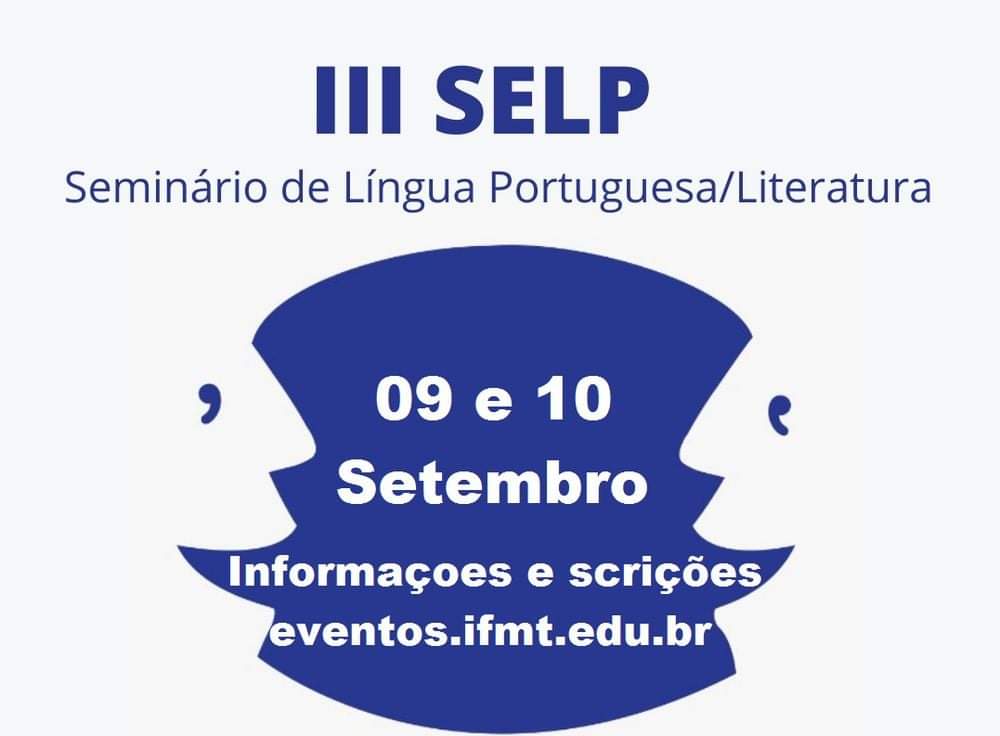 III SELP
Seminário de Língua Portuguesa/Literatura
09 e 10
Setembro
Informaçoes e scrições
eventos.ifmt.edu.br